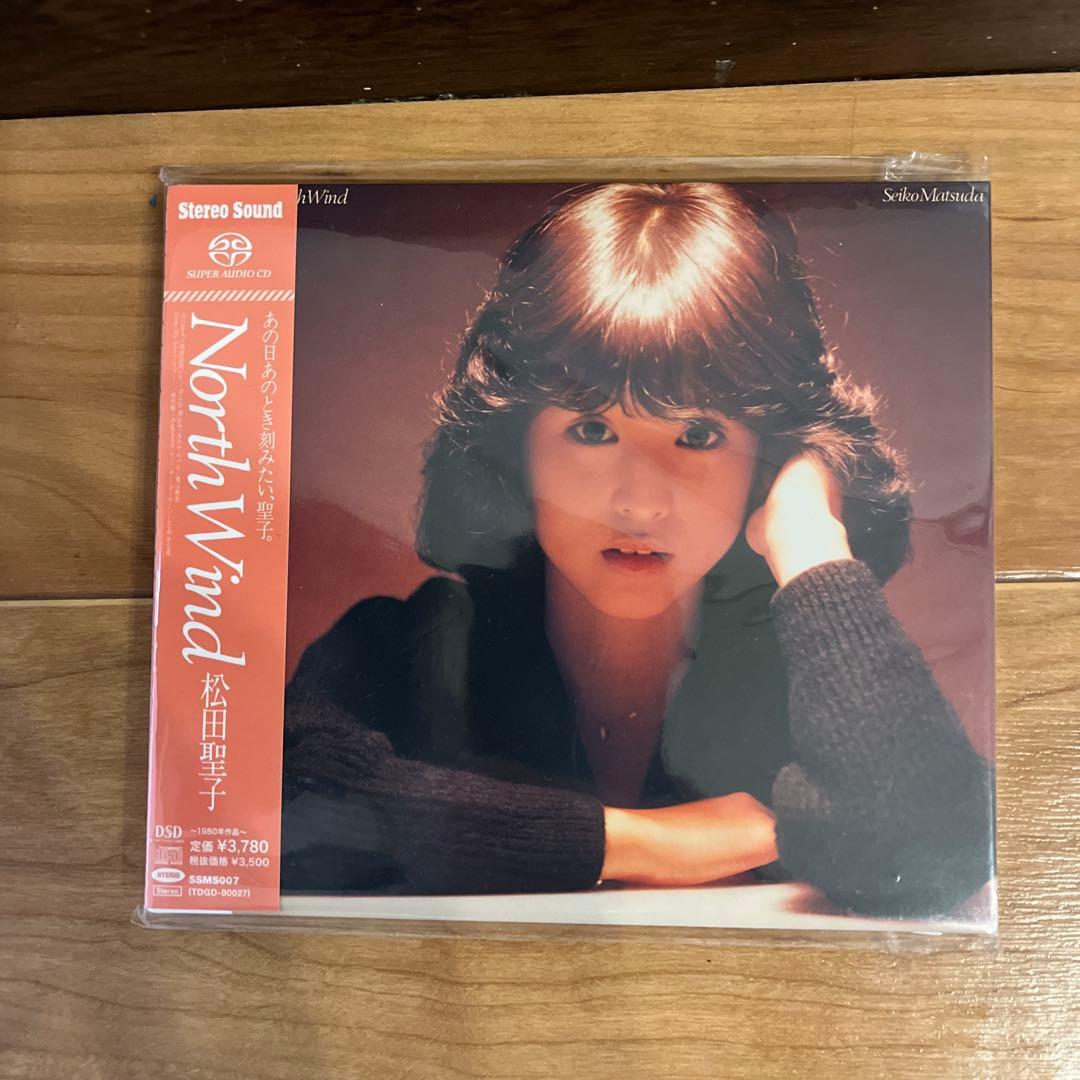 Stereo Sound
SUPER AUDIO CD
North Wind
松田聖子
あの日あのとき刻みたい、聖子。
DSD
~1980年作品~
定価 ¥3,780
税抜価格 ¥3,500
HYBRID
Stereo
SSMS007
(TDGD-90027)
hWind
Seiko Matsuda